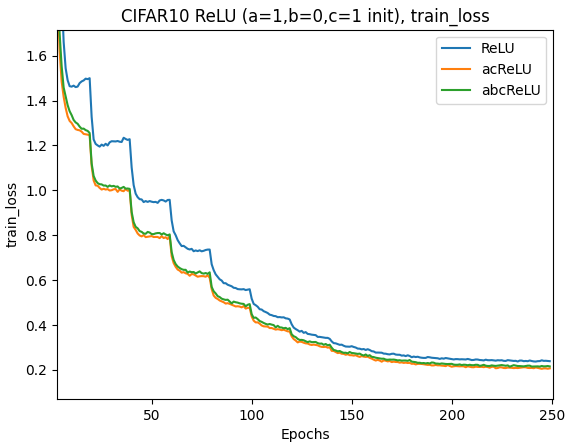 CIFAR10 ReLU (a=1,b=0,c=1 init), train_loss
ReLU
acReLU
abcReLU
train_loss
1.6
1.4
1.2
1.0
0.8
0.6
0.4
0.2
50 100 150 200 250
Epochs